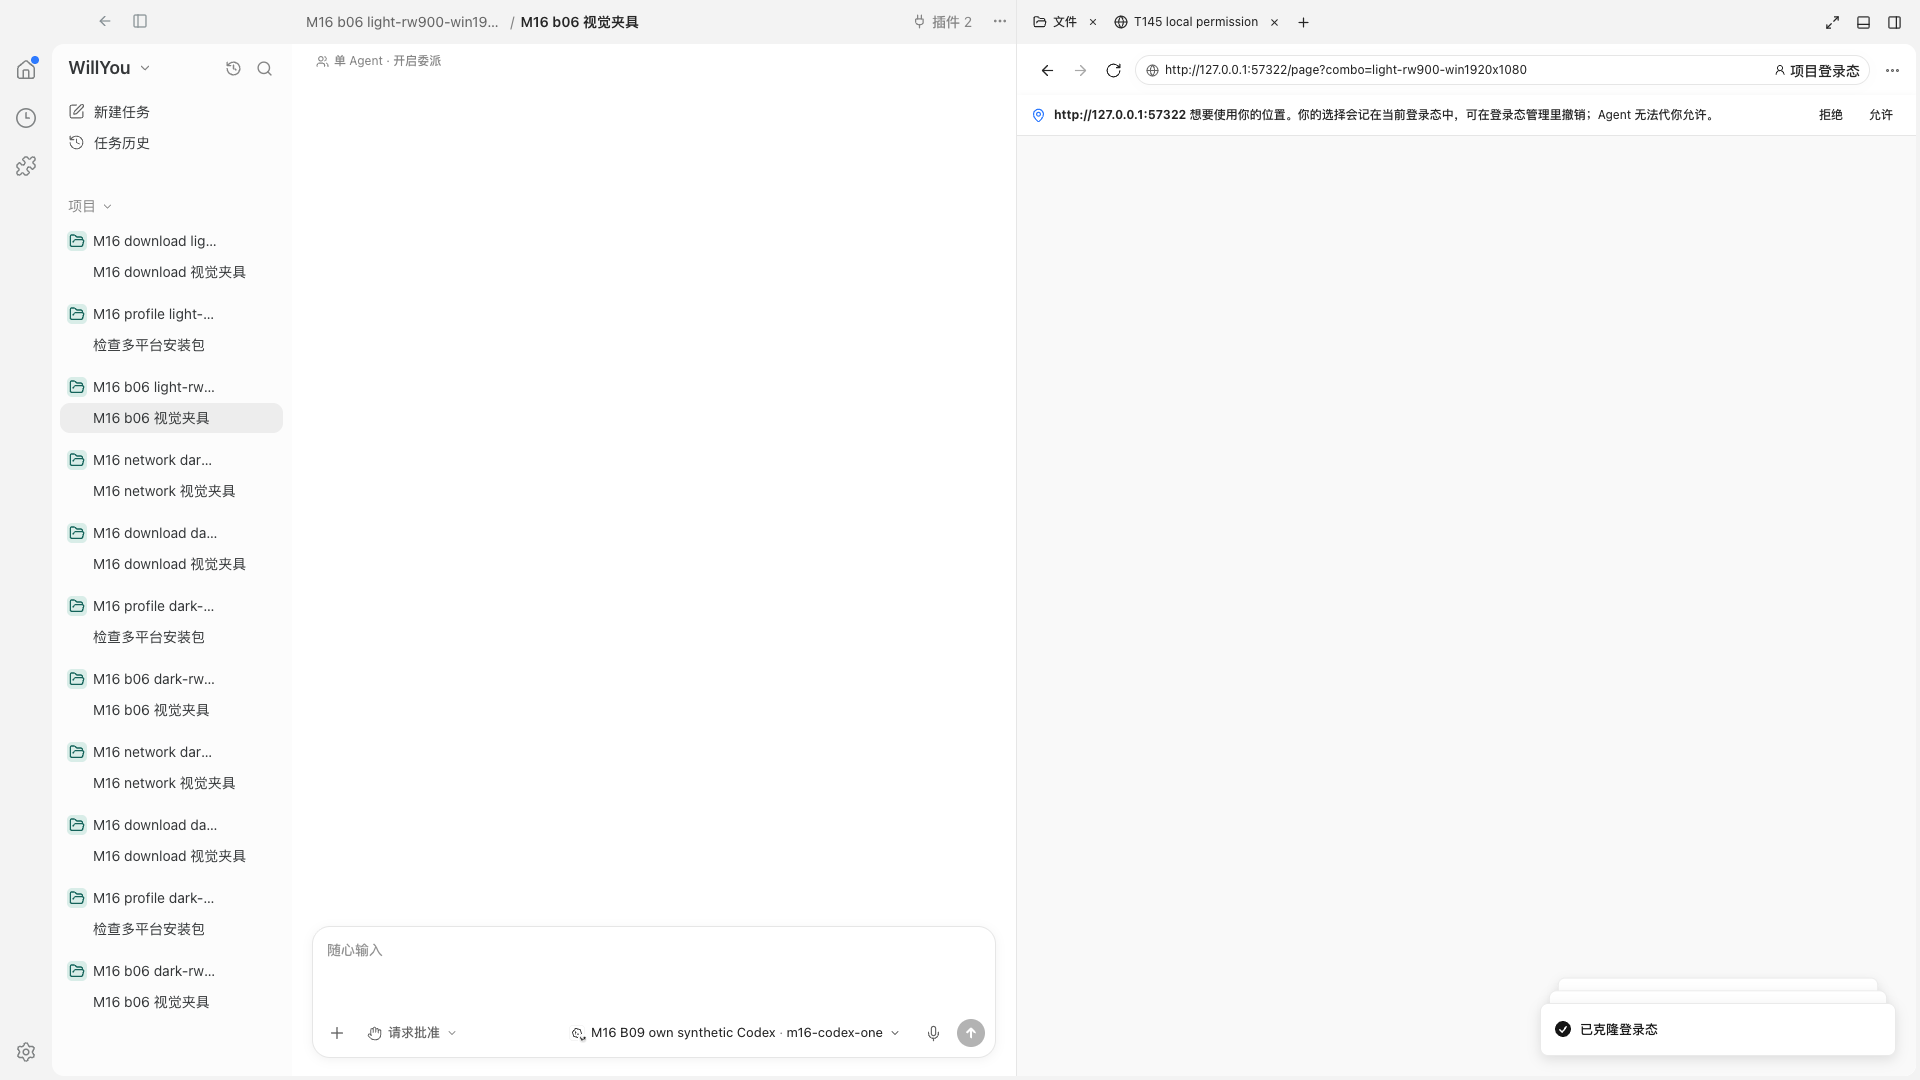 M16 b06 light-rw900-win19... / M16 b06 视觉夹具
插件 2
文件
T145 local permission
WillYou
新建任务
任务历史
项目
M16 download lig...
M16 download 视觉夹具
M16 profile light-...
检查多平台安装包
M16 b06 light-rw...
M16 b06 视觉夹具
M16 network dar...
M16 network 视觉夹具
M16 download da...
M16 download 视觉夹具
M16 profile dark-...
检查多平台安装包
M16 b06 dark-rw...
M16 b06 视觉夹具
M16 network dar...
M16 network 视觉夹具
M16 download da...
M16 download 视觉夹具
M16 profile dark-...
检查多平台安装包
M16 b06 dark-rw...
M16 b06 视觉夹具
单 Agent · 开启委派
随心输入
请求批准
M16 B09 own synthetic Codex · m16-codex-one
http://127.0.0.1:57322/page?combo=light-rw900-win1920x1080
项目登录态
http://127.0.0.1:57322 想要使用你的位置。你的选择会记在当前登录态中，可在登录态管理里撤销；Agent 无法代你允许。
拒绝
允许
已克隆登录态